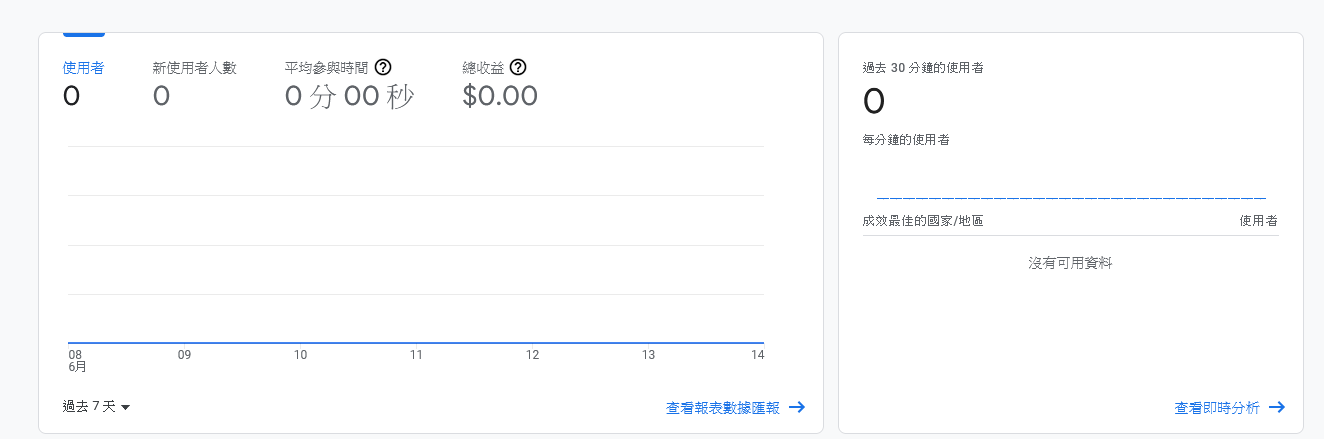 使用者 新使用者人數 平均參與時間 總收益
0 0 0 分 00 秒 $0.00
08 09 10 11 12 13 14
6月
過去 7 天
查看報表數據匯報
過去 30 分鐘的使用者
0
每分鐘的使用者
成效最佳的國家/地區 使用者
沒有可用資料
查看即時分析